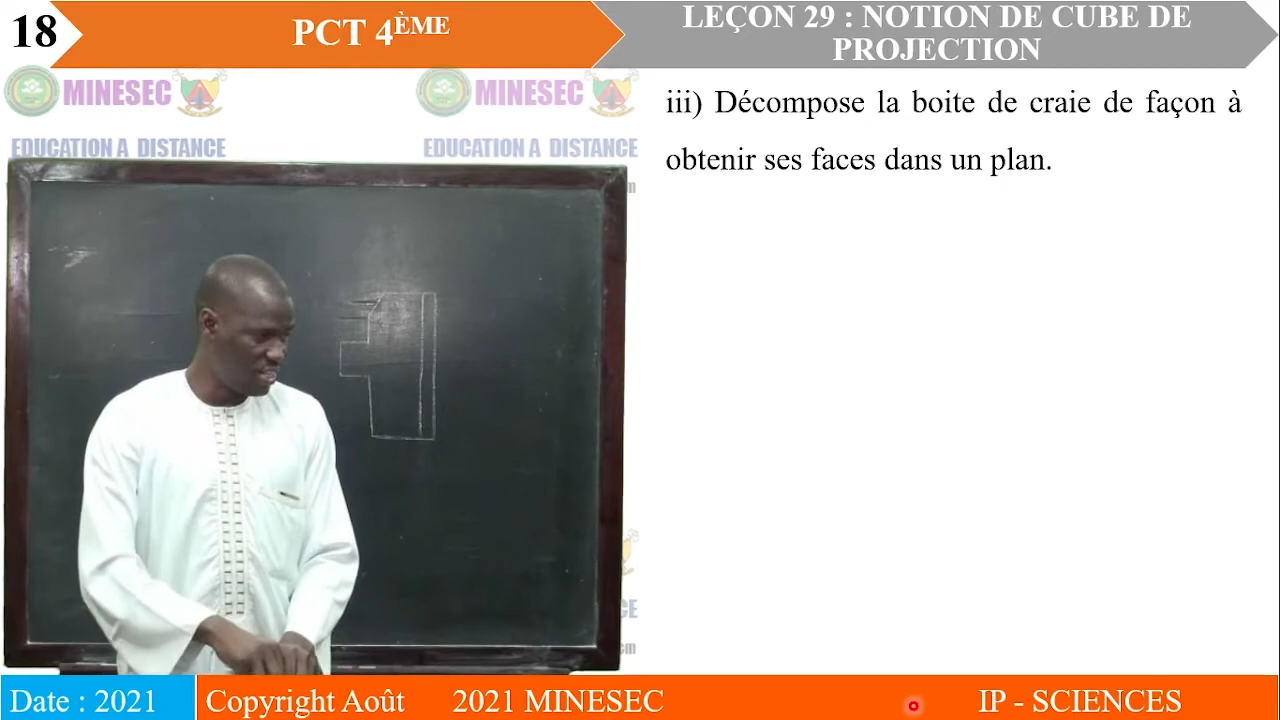 18
PCT 4ÈME
LEÇON 29 : NOTION DE CUBE DE
PROJECTION
MINESEC
MINESEC
EDUCATION A DISTANCE
EDUCATION A DISTANCE
iii) Décompose la boite de craie de façon à
obtenir ses faces dans un plan.
Date : 2021
Copyright Août 2021 MINESEC
IP - SCIENCES